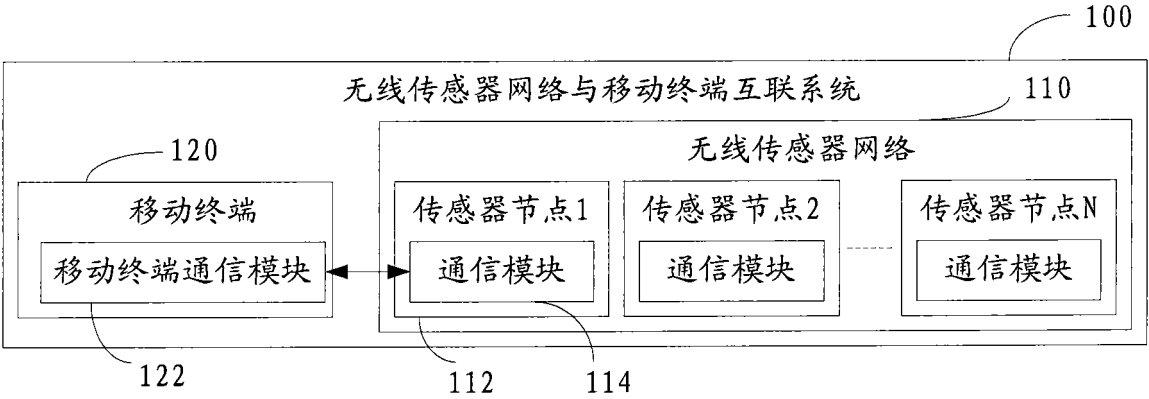 100
无线传感器网络与移动终端互联系统
110
无线传感器网络
120
移动终端
移动终端通信模块
传感器节点1
通信模块
传感器节点2
通信模块
传感器节点N
通信模块
122
112
114